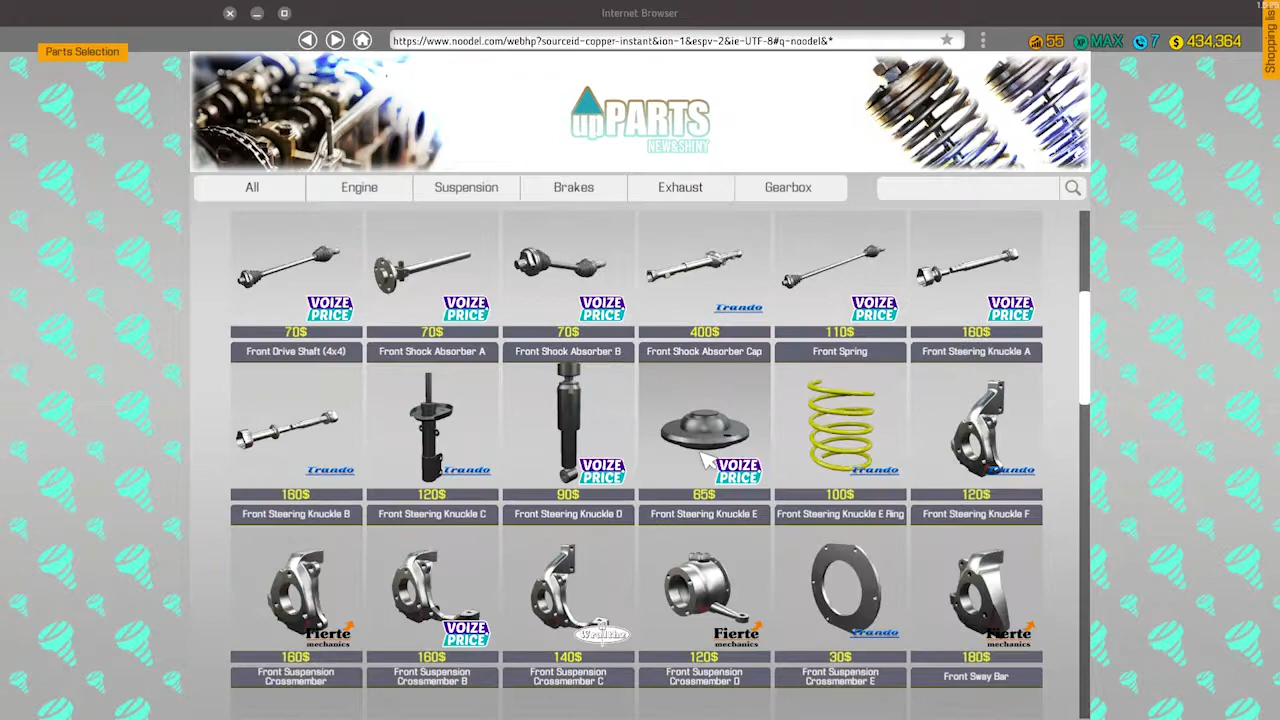 1.5.25
Internet Browser
Shopping list
https://www.noodel.com/webhp?sourceid-copper-instant&ion-1&espv-2&ie-UTF-8#q-noodel&*
55
XP MAX
7
$ 434,364
Parts Selection
upPARTS
NEW&SHINY
All
Engine
Suspension
Brakes
Exhaust
Gearbox
VOIZE PRICE
VOIZE PRICE
VOIZE PRICE
Trando
VOIZE PRICE
VOIZE PRICE
70$
70$
70$
400$
110$
160$
Front Drive Shaft (4x4)
Front Shock Absorber A
Front Shock Absorber B
Front Shock Absorber Cap
Front Spring
Front Steering Knuckle A
Trando
Trando
VOIZE PRICE
VOIZE PRICE
Trando
Trando
160$
120$
90$
65$
100$
120$
Front Steering Knuckle B
Front Steering Knuckle C
Front Steering Knuckle D
Front Steering Knuckle E
Front Steering Knuckle E Ring
Front Steering Knuckle F
Fierte mechanics
VOIZE PRICE
Fierte mechanics
Trando
Fierte mechanics
160$
160$
140$
120$
30$
180$
Front Suspension Crossmember
Front Suspension Crossmember B
Front Suspension Crossmember C
Front Suspension Crossmember D
Front Suspension Crossmember E
Front Sway Bar